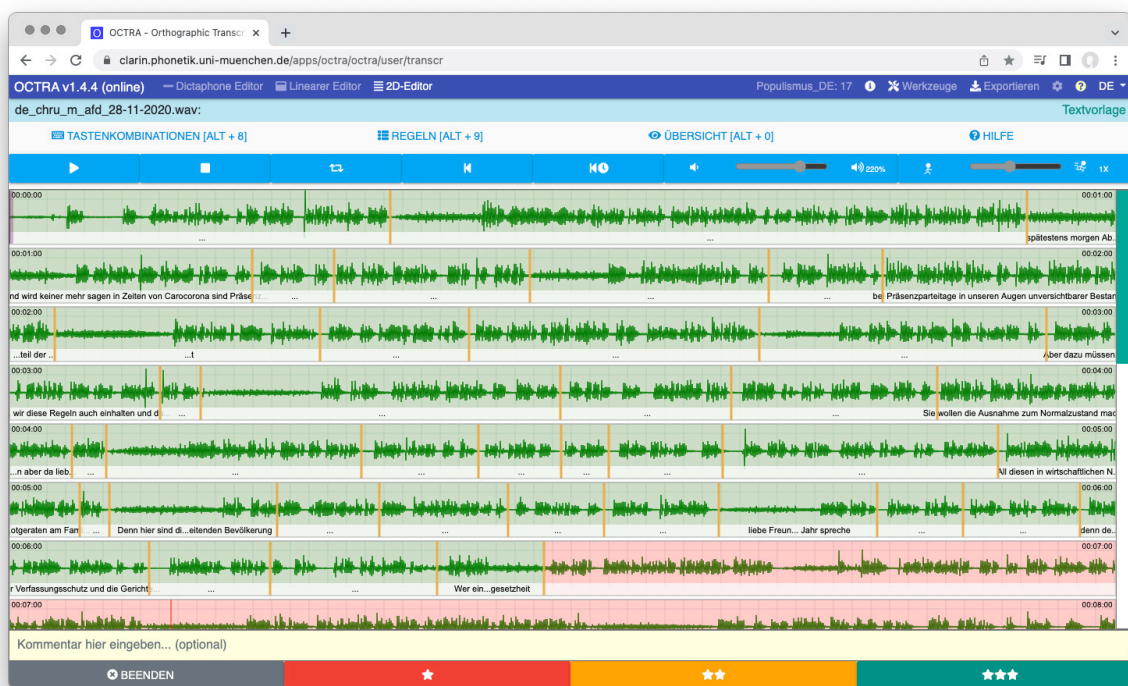 OCTRA - Orthographic Transcr
clarin.phonetik.uni-muenchen.de/apps/octra/octra/user/transcr
OCTRA v1.4.4 (online) Dictaphone Editor Linearer Editor 2D-Editor Populismus_DE: 17 Werkzeuge Exportieren DE
de_chru_m_afd_28-11-2020.wav: Textvorlage
TASTENKOMBINATIONEN [ALT + 8] REGELN [ALT + 9] ÜBERSICHT [ALT + 0] HILFE
220% 1X
00:00:00 00:01:00
... ... spätestens morgen Ab...
00:01:00 00:02:00
nd wird keiner mehr sagen in Zeiten von Carocorona sind Präsenz... ... ... ... ... bei Präsenzparteitage in unseren Augen unversichtbarer Bestan
00:02:00 00:03:00
...teil der ... ...t ... ... ... Aber dazu müssen
00:03:00 00:04:00
wir diese Regeln auch einhalten und d... ... ... ... ... Sie wollen die Ausnahme zum Normalzustand mac
00:04:00 00:05:00
...n aber da lieb... ... ... ... ... ... ... ... All diesen in wirtschaftlichen N...
00:05:00 00:06:00
otgeraten am Fam ... Denn hier sind di...eitenden Bevölkerung ... ... ... ... liebe Freun... Jahr spreche ... ... denn de...
00:06:00 00:07:00
r Verfassungsschutz und die Gerichte ... ... Wer ein...gesetzheit
00:07:00 00:08:00
Kommentar hier eingeben... (optional)
BEENDEN